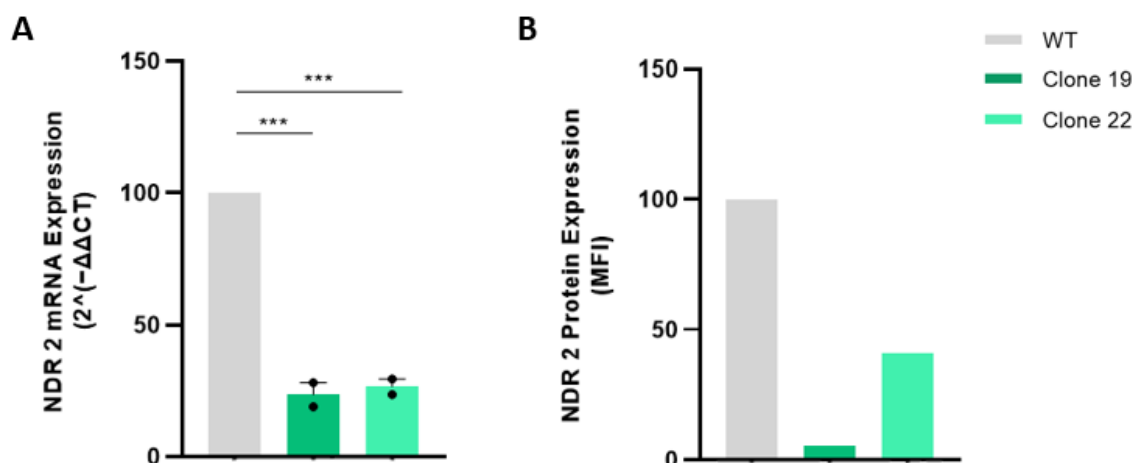 A
NDR 2 mRNA Expression
(2^(−ΔΔCT)
150
100
50
0
***
***
B
NDR 2 Protein Expression
(MFI)
150
100
50
0
WT
Clone 19
Clone 22